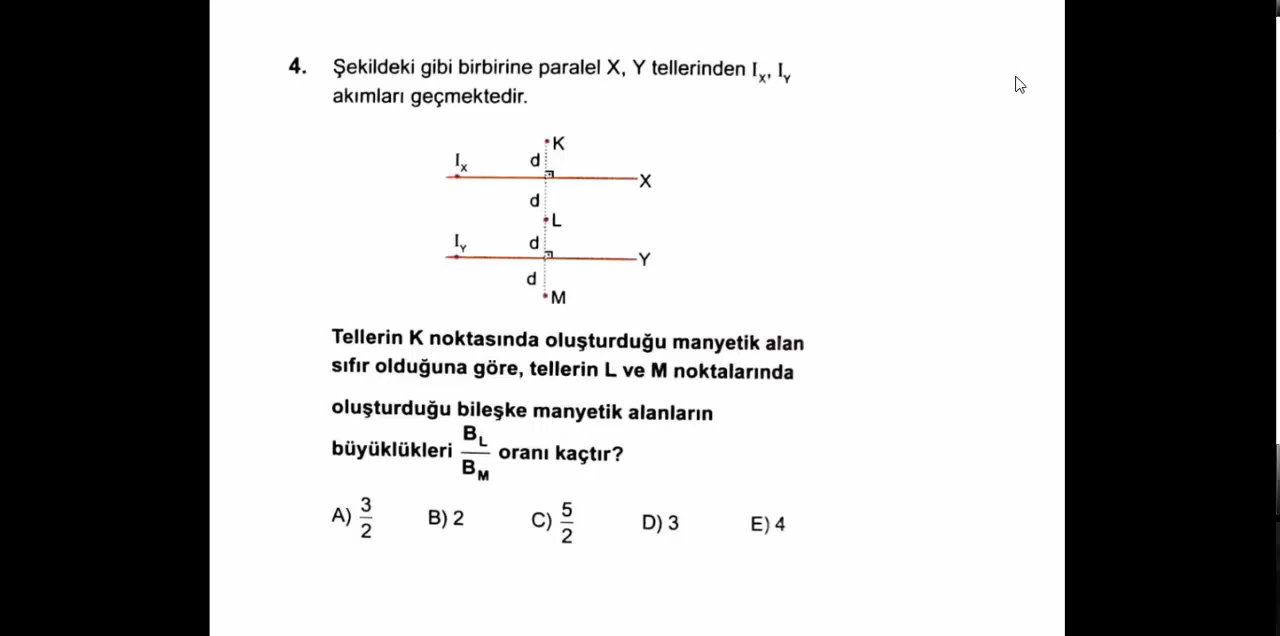 4. Şekildeki gibi birbirine paralel X, Y tellerinden I_X, I_Y
akımları geçmektedir.
K
I_X d
X
d
L
I_Y d
Y
d
M
Tellerin K noktasında oluşturduğu manyetik alan
sıfır olduğuna göre, tellerin L ve M noktalarında
oluşturduğu bileşke manyetik alanların
büyüklükleri B_L/B_M oranı kaçtır?
A) 3/2 B) 2 C) 5/2 D) 3 E) 4